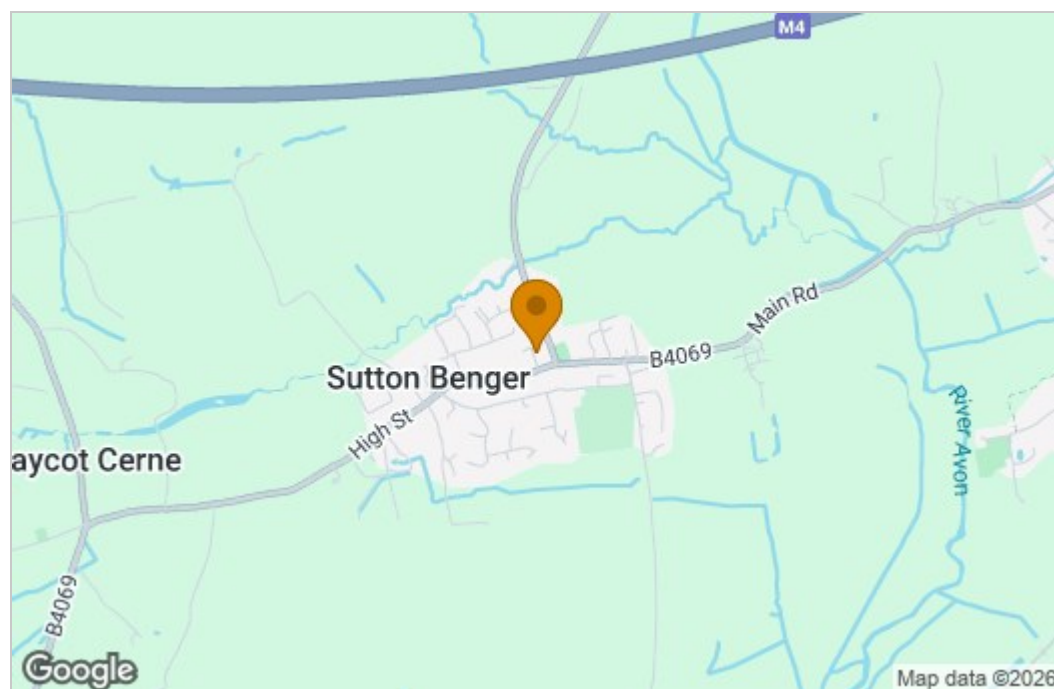 M4
Main Rd
B4069
Sutton Benger
High St
aycot Cerne
River Avon
B4069
Google
Map data ©2026